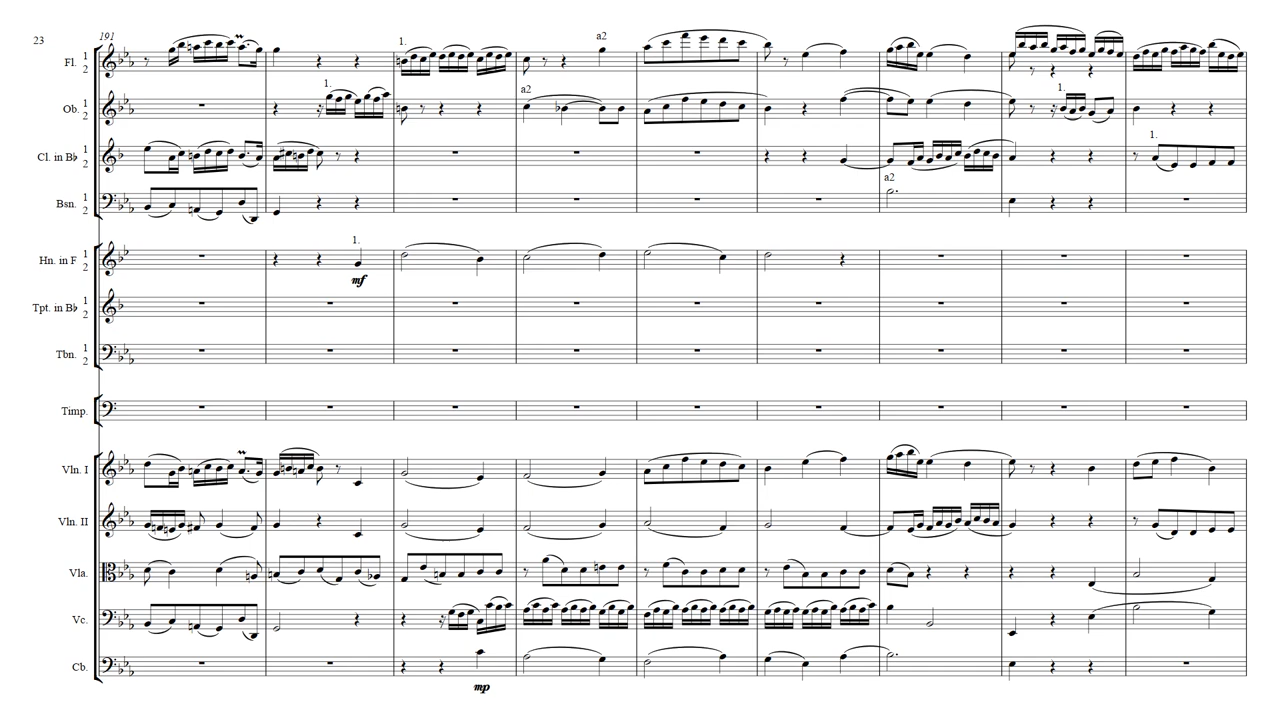 23
191
Fl. 1 2
1.
a2
Ob. 1 2
1.
a2
1.
Cl. in B♭ 1 2
1.
Bsn. 1 2
a2
Hn. in F 1 2
1.
mf
Tpt. in B♭ 1 2
Tbn. 1 2
Timp.
Vln. I
Vln. II
Vla.
Vc.
Cb.
mp